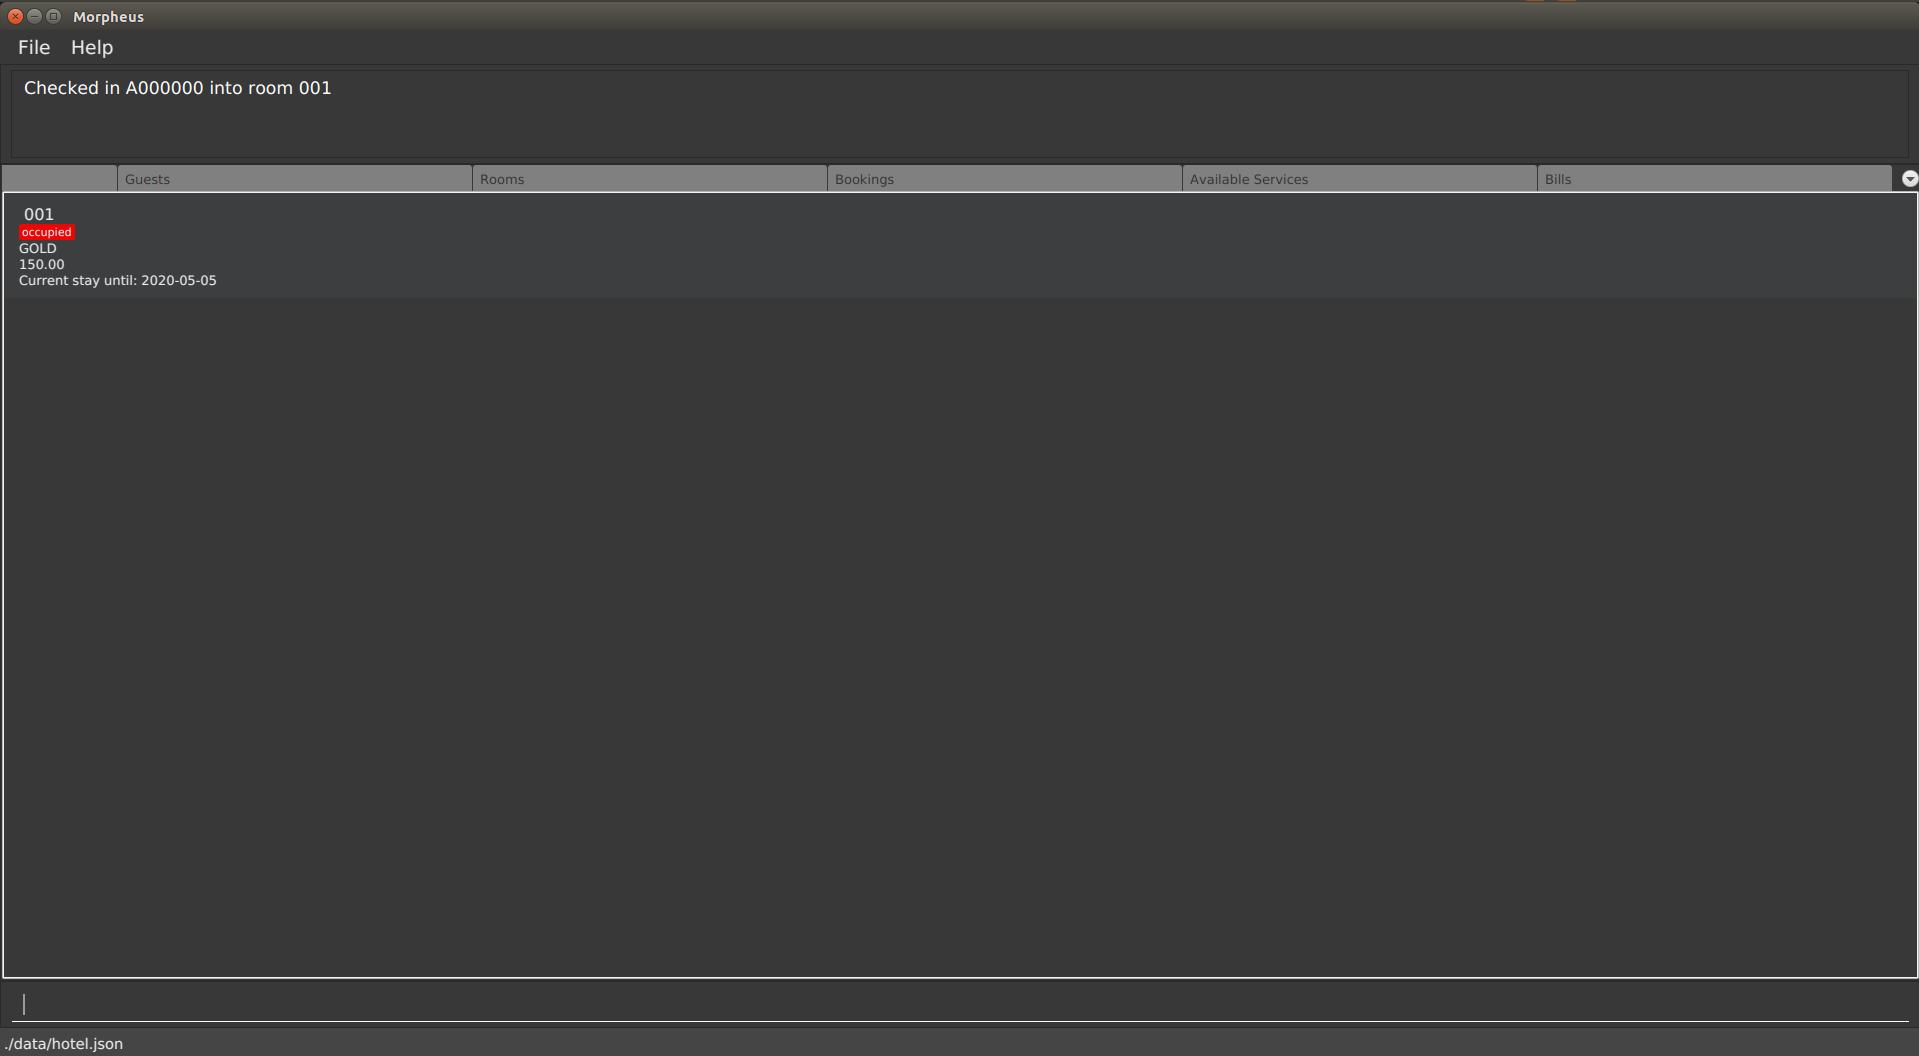 Morpheus
File Help
Checked in A000000 into room 001
Guests Rooms Bookings Available Services Bills
001
occupied
GOLD
150.00
Current stay until: 2020-05-05
./data/hotel.json